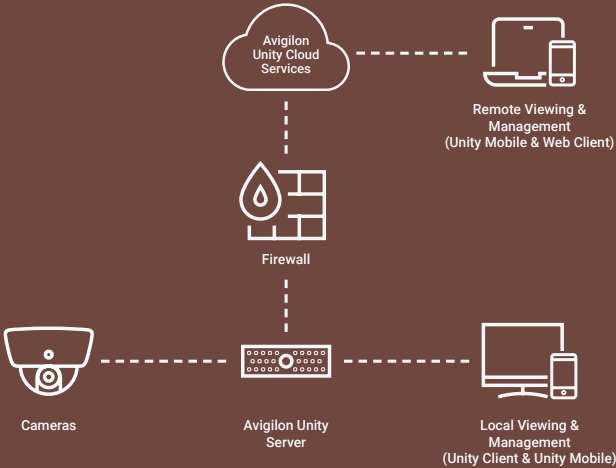 Avigilon
Unity Cloud
Services
Remote Viewing &
Management
(Unity Mobile & Web Client)
Firewall
Cameras
Avigilon Unity
Server
Local Viewing &
Management
(Unity Client & Unity Mobile)